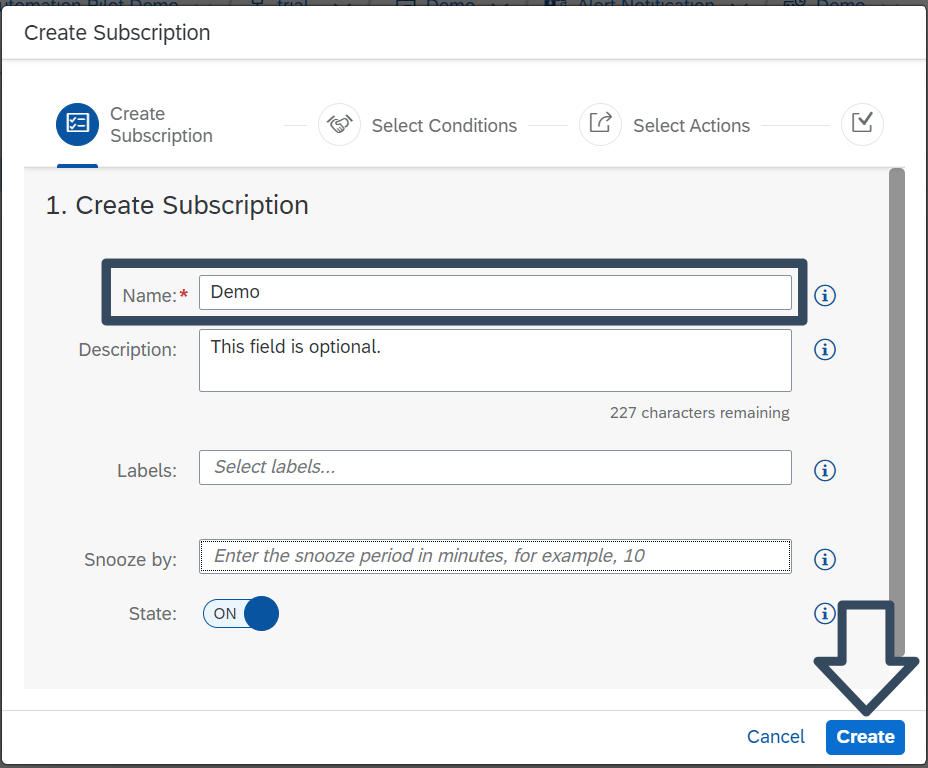 Create Subscription
Create
Subscription
Select Conditions
Select Actions
1. Create Subscription
Name:* Demo
Description: This field is optional.
227 characters remaining
Labels: Select labels...
Snooze by: Enter the snooze period in minutes, for example, 10
State: ON
Cancel Create